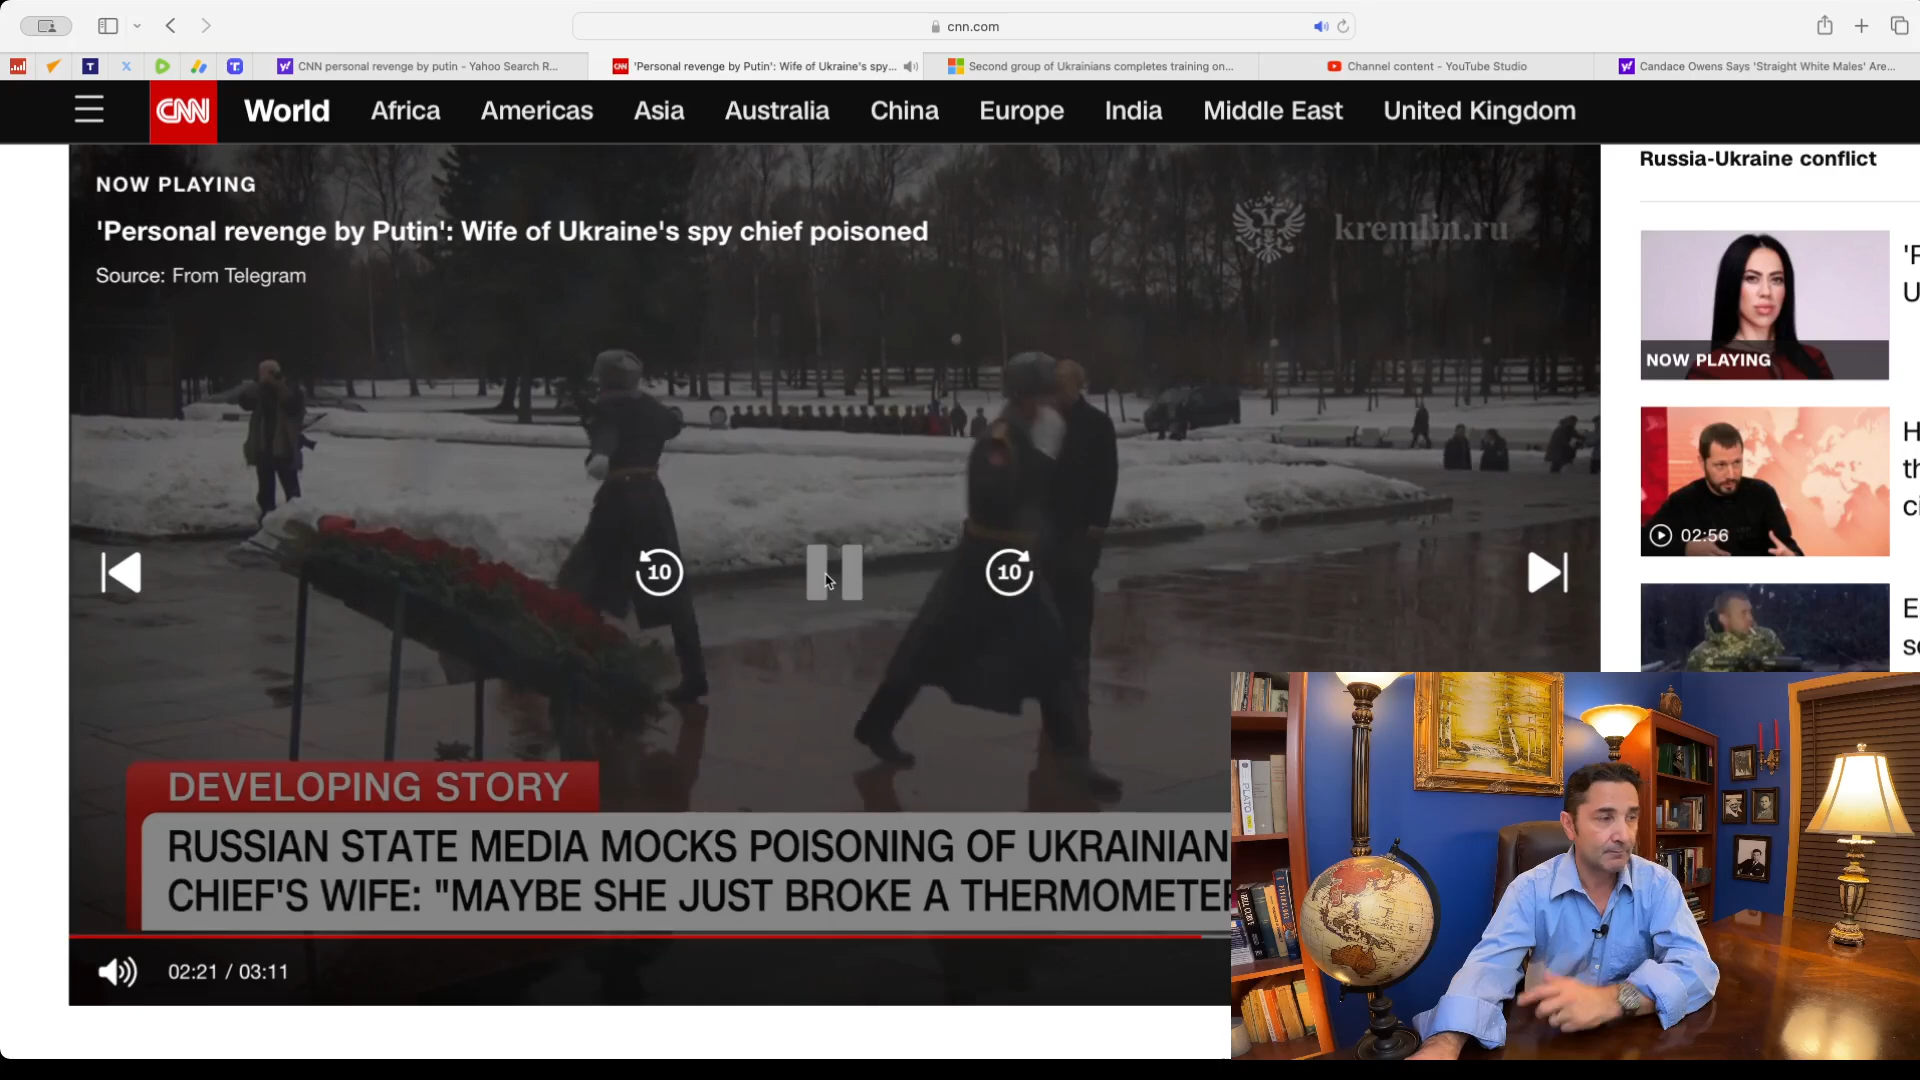 cnn.com
CNN personal revenge by putin - Yahoo Search R...
'Personal revenge by Putin': Wife of Ukraine's spy...
Second group of Ukrainians completes training on...
Channel content - YouTube Studio
Candace Owens Says 'Straight White Males' Are...
CNN World Africa Americas Asia Australia China Europe India Middle East United Kingdom
NOW PLAYING
'Personal revenge by Putin': Wife of Ukraine's spy chief poisoned
Source: From Telegram
kremlin.ru
Russia-Ukraine conflict
NOW PLAYING
02:56
10
10
DEVELOPING STORY
RUSSIAN STATE MEDIA MOCKS POISONING OF UKRAINIAN
CHIEF'S WIFE: "MAYBE SHE JUST BROKE A THERMOMETER
02:21 / 03:11
PLATO